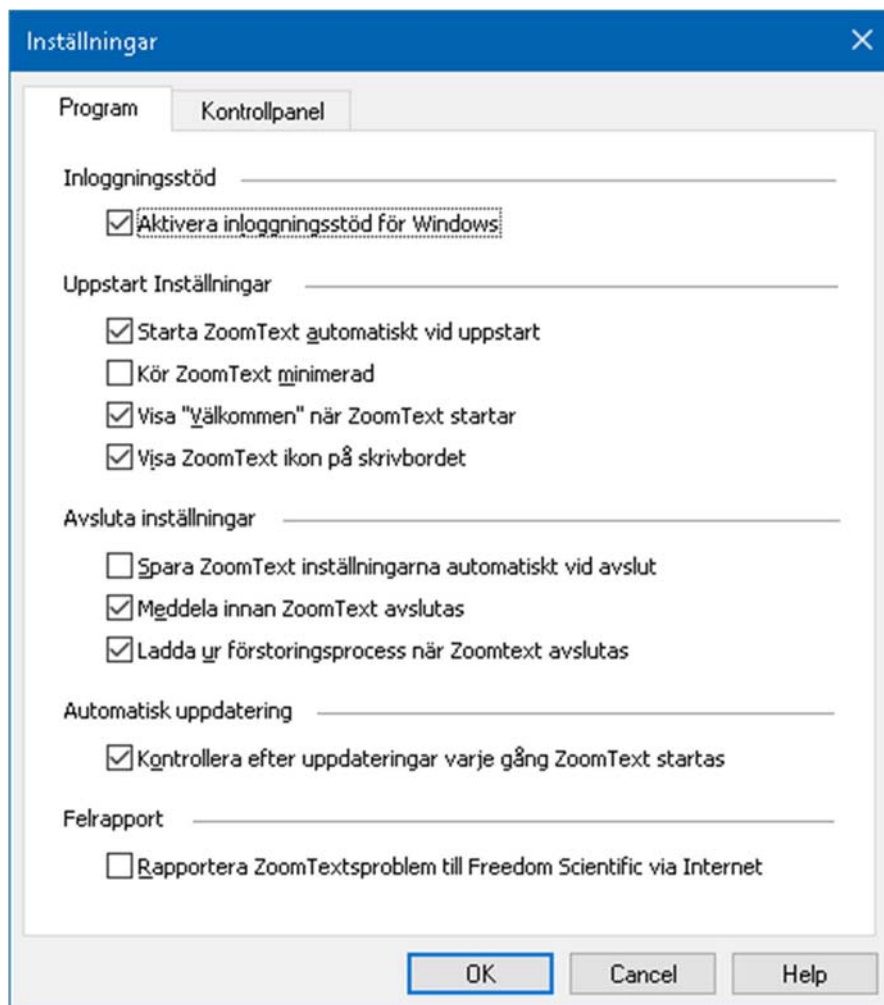 Inställningar
Program
Kontrollpanel
Inloggningsstöd
Aktivera inloggningsstöd för Windows
Uppstart Inställningar
Starta ZoomText automatiskt vid uppstart
Kör ZoomText minimerad
Visa "Välkommen" när ZoomText startar
Visa ZoomText ikon på skrivbordet
Avsluta inställningar
Spara ZoomText inställningarna automatiskt vid avslut
Meddela innan ZoomText avslutas
Ladda ur förstoringsprocess när Zoomtext avslutas
Automatisk uppdatering
Kontrollera efter uppdateringar varje gång ZoomText startas
Felrapport
Rapportera ZoomTextsproblem till Freedom Scientific via Internet
OK
Cancel
Help